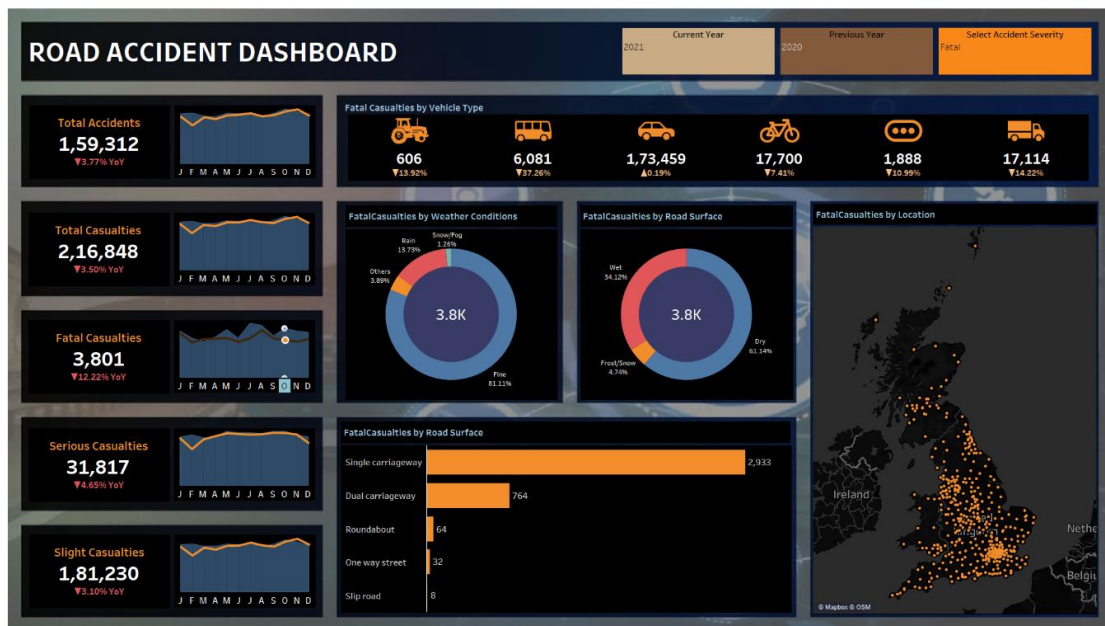 ROAD ACCIDENT DASHBOARD
Current Year
2021
Previous Year
2020
Select Accident Severity
Fatal
Total Accidents
1,59,312
▼3.77% YoY
J F M A M J J A S O N D
Total Casualties
2,16,848
▼3.50% YoY
J F M A M J J A S O N D
Fatal Casualties
3,801
▼12.22% YoY
J F M A M J J A S O N D
Serious Casualties
31,817
▼4.65% YoY
J F M A M J J A S O N D
Slight Casualties
1,81,230
▼3.10% YoY
J F M A M J J A S O N D
Fatal Casualties by Vehicle Type
606 6,081 1,73,459 17,700 1,888 17,114
▼13.92% ▼37.26% ▲0.19% ▼7.41% ▼10.99% ▼14.22%
FatalCasualties by Weather Conditions
Snow/Fog
1.26%
Rain
13.73%
Others
3.89%
3.8K
Fine
81.11%
FatalCasualties by Road Surface
Wet
34.12%
3.8K
Dry
61.14%
Frost/Snow
4.74%
FatalCasualties by Road Surface
Single carriageway 2,933
Dual carriageway 764
Roundabout 64
One way street 32
Slip road 8
FatalCasualties by Location
Ireland
Nethe
Belgiu
© Mapbox © OSM